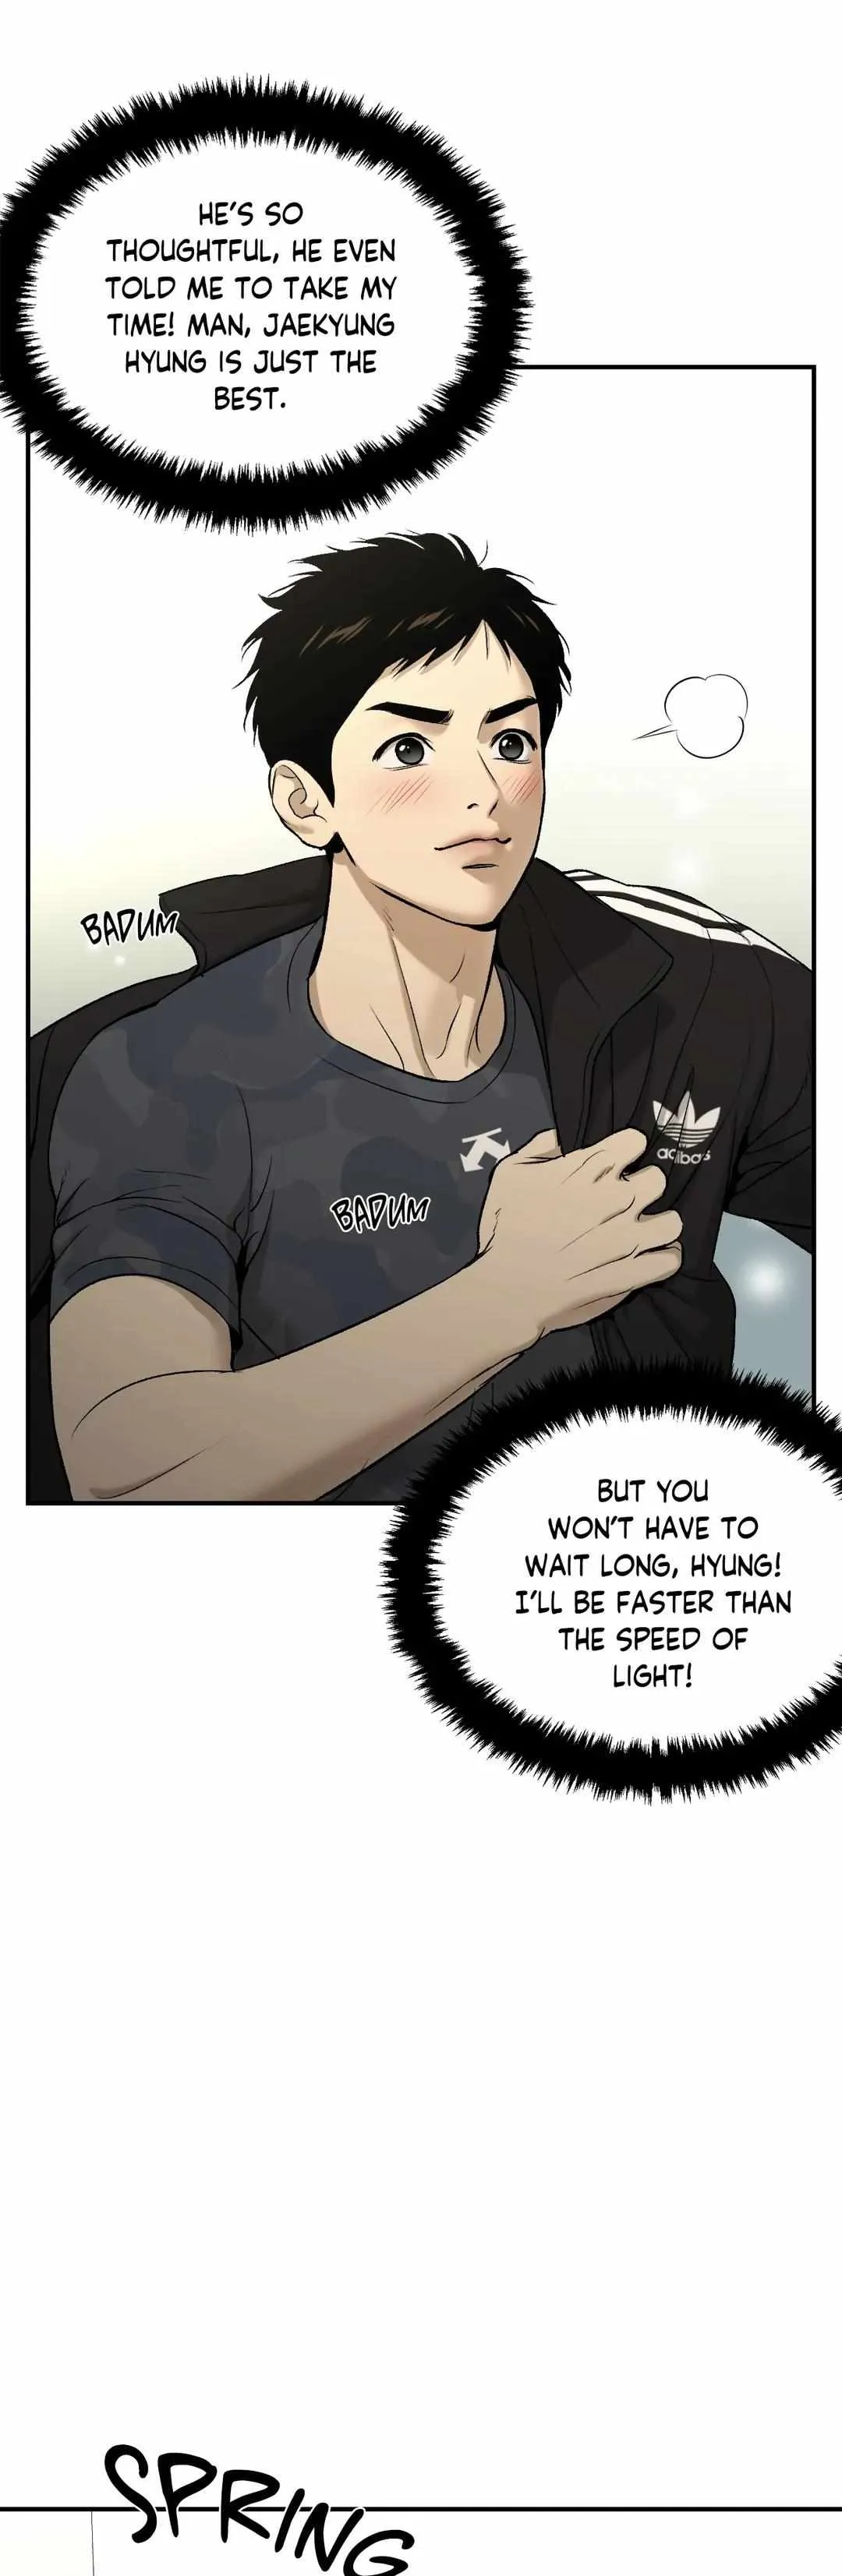 HE'S SO
THOUGHTFUL, HE EVEN
TOLD ME TO TAKE MY
TIME! MAN, JAEKYUNG
HYUNG IS JUST THE
BEST.
BADUM
adibas
BADUM
BUT YOU
WON'T HAVE TO
WAIT LONG, HYUNG!
I'LL BE FASTER THAN
THE SPEED OF
LIGHT!
SPRING